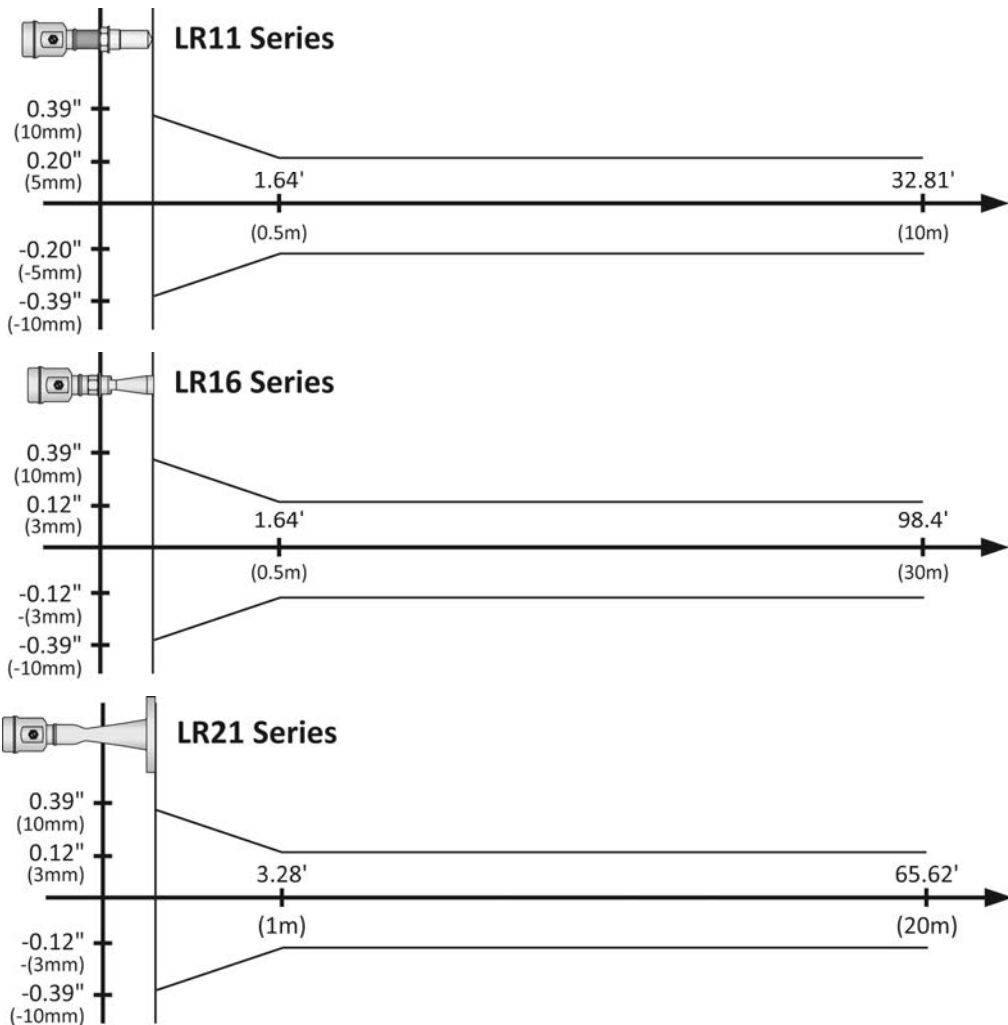 LR11 Series
0.39"
(10mm)
0.20"
(5mm)
1.64'
32.81'
(0.5m)
(10m)
-0.20"
(-5mm)
-0.39"
(-10mm)
LR16 Series
0.39"
(10mm)
0.12"
(3mm)
1.64'
98.4'
(0.5m)
(30m)
-0.12"
-(3mm)
-0.39"
(-10mm)
LR21 Series
0.39"
(10mm)
0.12"
(3mm)
3.28'
65.62'
(1m)
(20m)
-0.12"
-(3mm)
-0.39"
(-10mm)